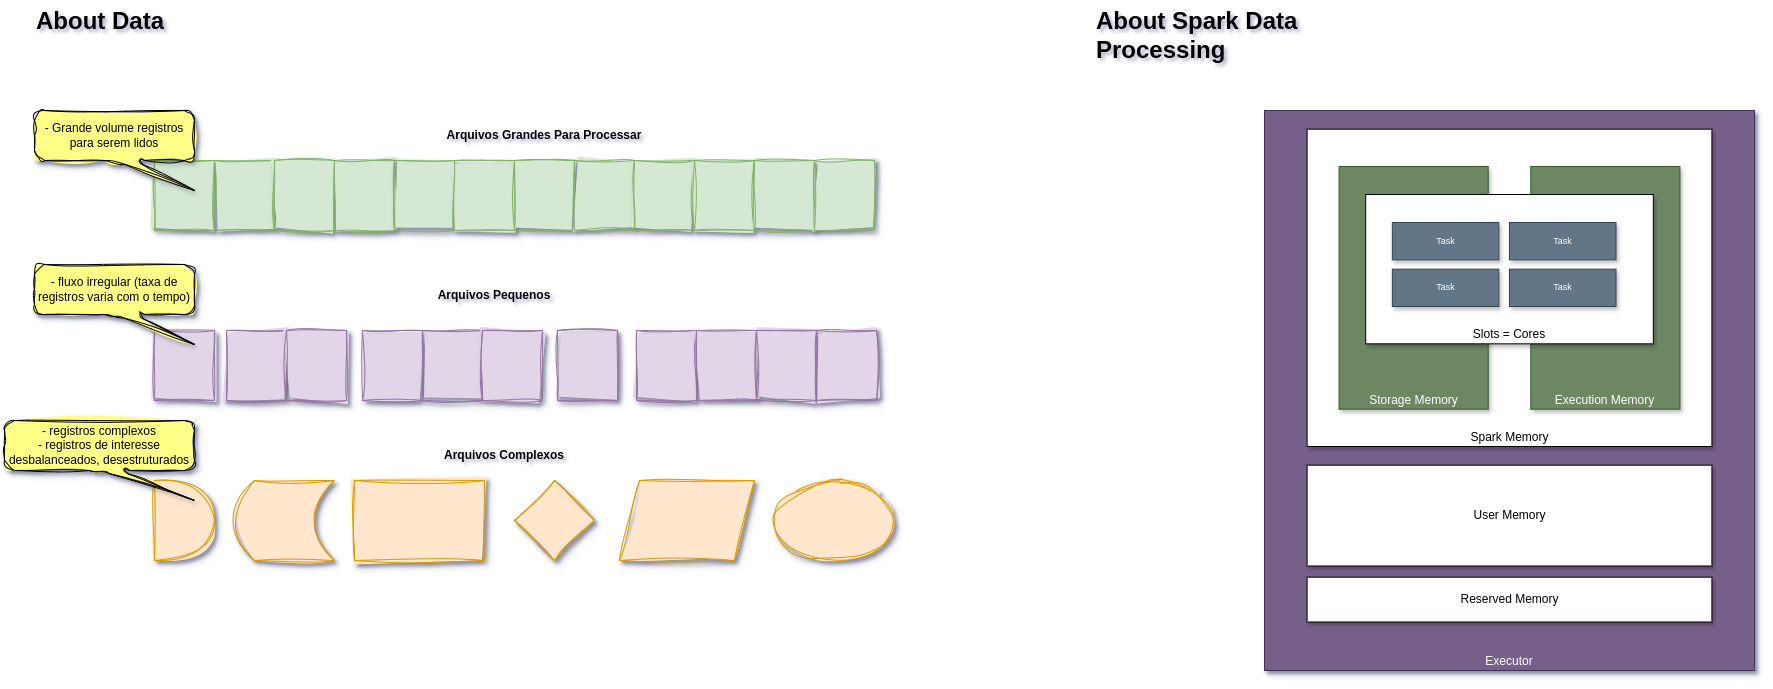 About Data
- Grande volume registros
para serem lidos
Arquivos Grandes Para Processar
- fluxo irregular (taxa de
registros varia com o tempo)
Arquivos Pequenos
- registros complexos
- registros de interesse
desbalanceados, desestruturados
Arquivos Complexos
About Spark Data
Processing
Task
Task
Task
Task
Slots = Cores
Storage Memory
Execution Memory
Spark Memory
User Memory
Reserved Memory
Executor